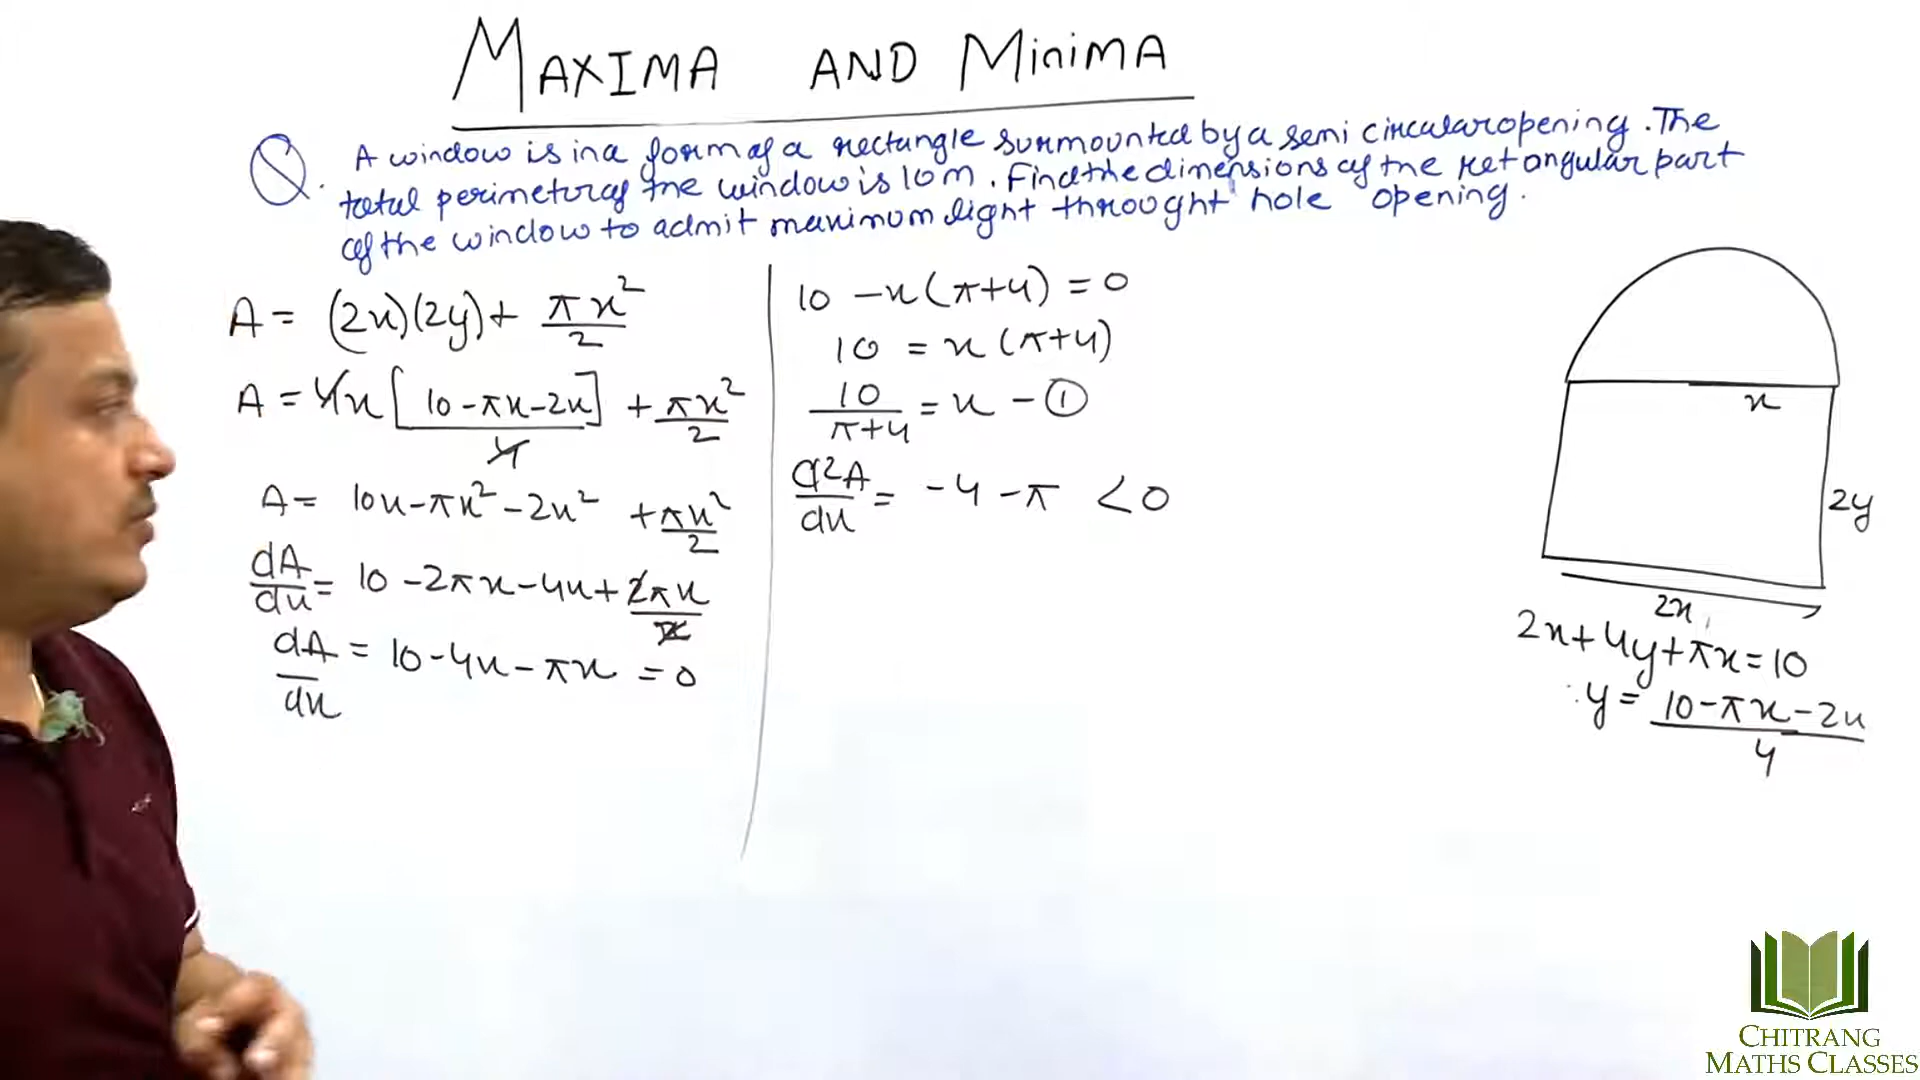 MAXIMA AND MiniMA
Q. A window is in a form of a rectangle surmounted by a semi circular opening. The
total perimeter of the window is 10m. Find the dimensions of the retangular part
of the window to admit maximum light throught hole opening.
A = (2x)(2y) + πx²/2
A = 4x [10-πx-2x]/4 + πx²/2
A = 10x-πx²-2x² + πx²/2
dA/dx = 10-2πx-4x+2πx/2
dA/dx = 10-4x-πx = 0
10 -x(π+4) = 0
10 = x(π+4)
10/π+4 = x - ①
d²A/dx = -4-π < 0
x
2y
2x
2x+4y+πx=10
∴ y = 10-πx-2x/4
CHITRANG
MATHS CLASSES